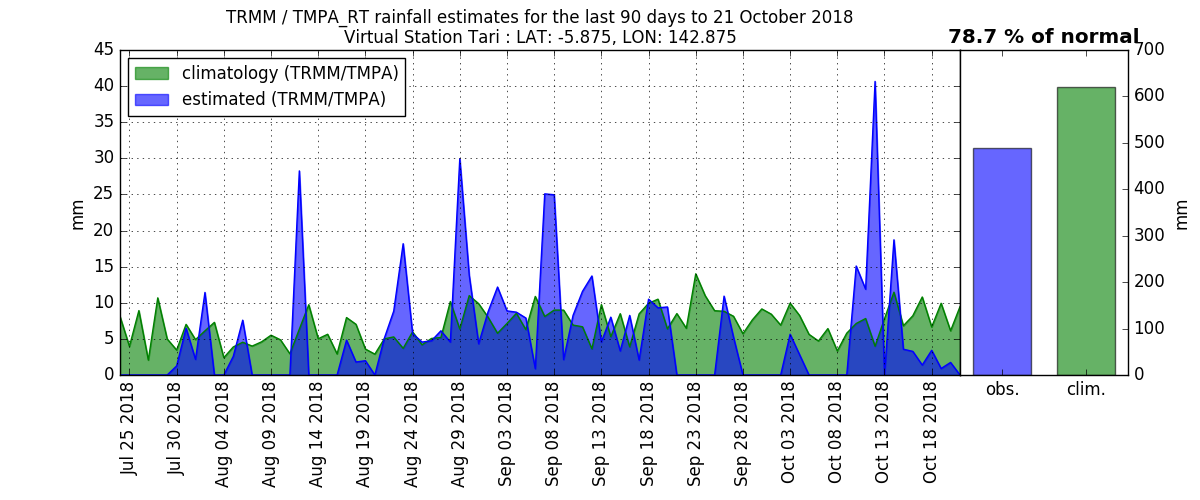 TRMM / TMPA_RT rainfall estimates for the last 90 days to 21 October 2018
Virtual Station Tari : LAT: -5.875, LON: 142.875
78.7 % of normal
climatology (TRMM/TMPA)
estimated (TRMM/TMPA)
mm
45
40
35
30
25
20
15
10
5
0
Jul 25 2018
Jul 30 2018
Aug 04 2018
Aug 09 2018
Aug 14 2018
Aug 19 2018
Aug 24 2018
Aug 29 2018
Sep 03 2018
Sep 08 2018
Sep 13 2018
Sep 18 2018
Sep 23 2018
Sep 28 2018
Oct 03 2018
Oct 08 2018
Oct 13 2018
Oct 18 2018
700
600
500
400
300
200
100
0
mm
obs.
clim.